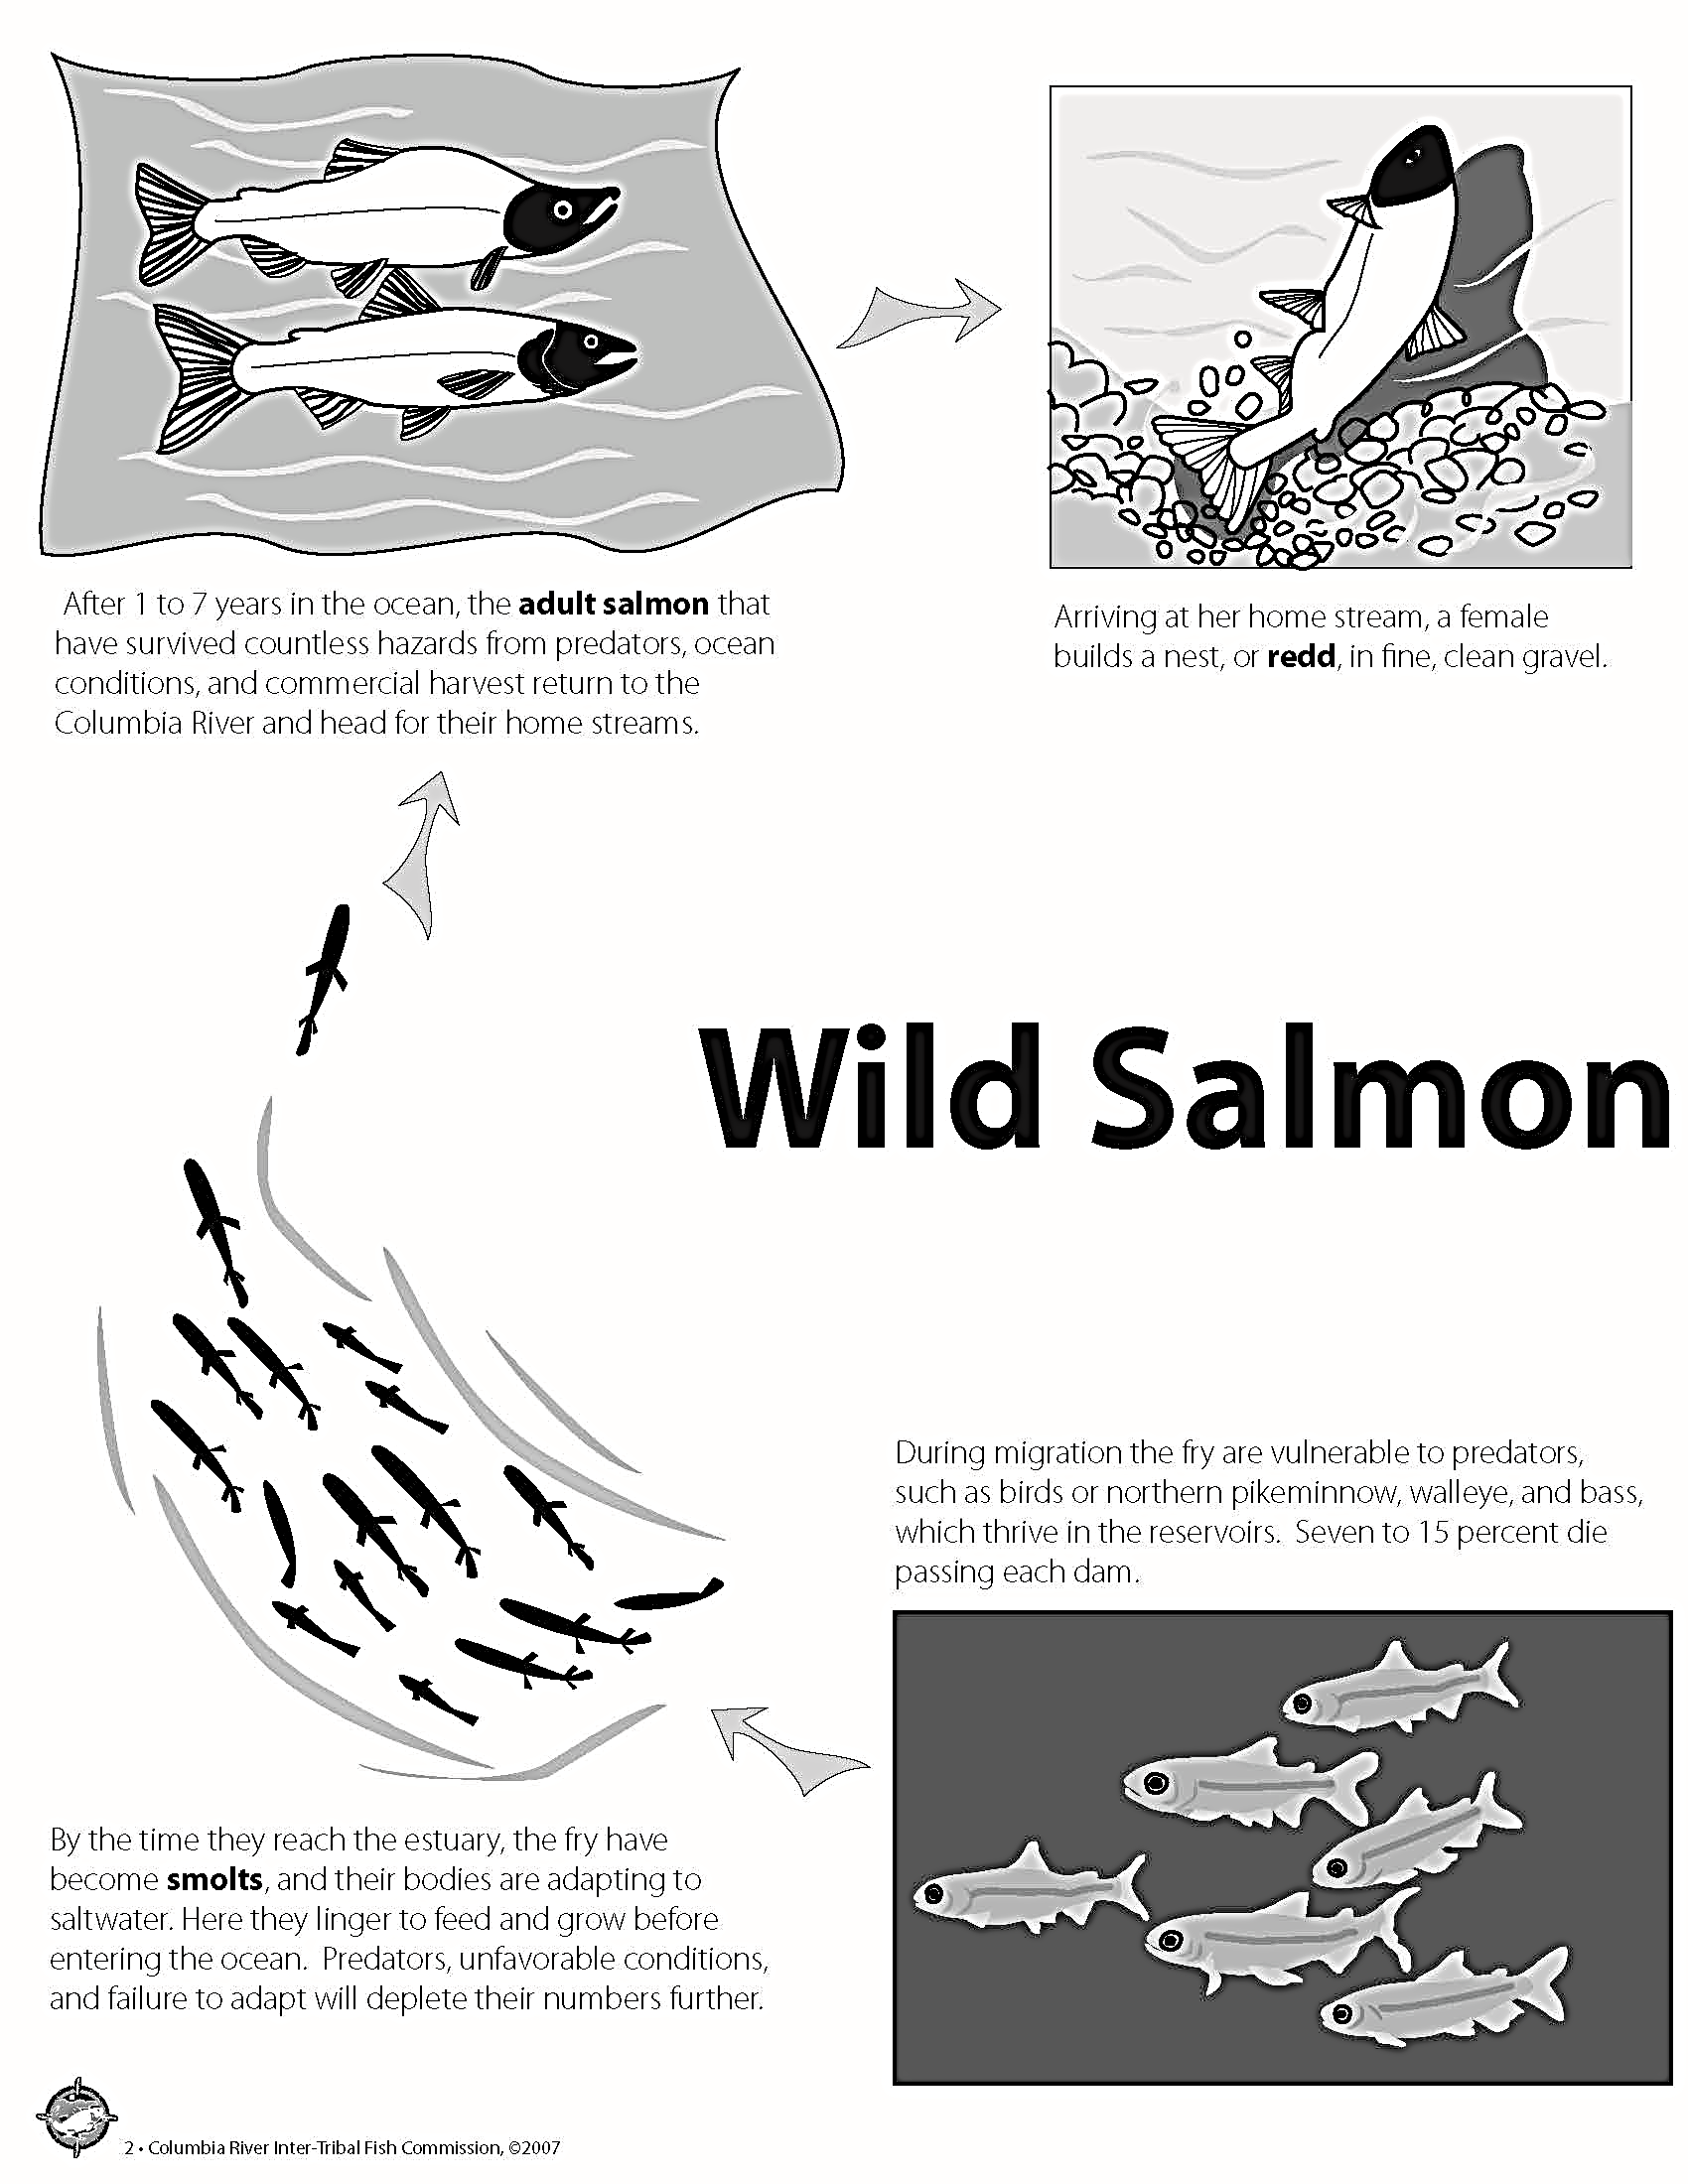 After 1 to 7 years in the ocean, the adult salmon that
have survived countless hazards from predators, ocean
conditions, and commercial harvest return to the
Columbia River and head for their home streams.
Arriving at her home stream, a female
builds a nest, or redd, in fine, clean gravel.
Wild Salmon
During migration the fry are vulnerable to predators,
such as birds or northern pikeminnow, walleye, and bass,
which thrive in the reservoirs.  Seven to 15 percent die
passing each dam.
By the time they reach the estuary, the fry have
become smolts, and their bodies are adapting to
saltwater. Here they linger to feed and grow before
entering the ocean.  Predators, unfavorable conditions,
and failure to adapt will deplete their numbers further.
2 • Columbia River Inter-Tribal Fish Commission, ©2007